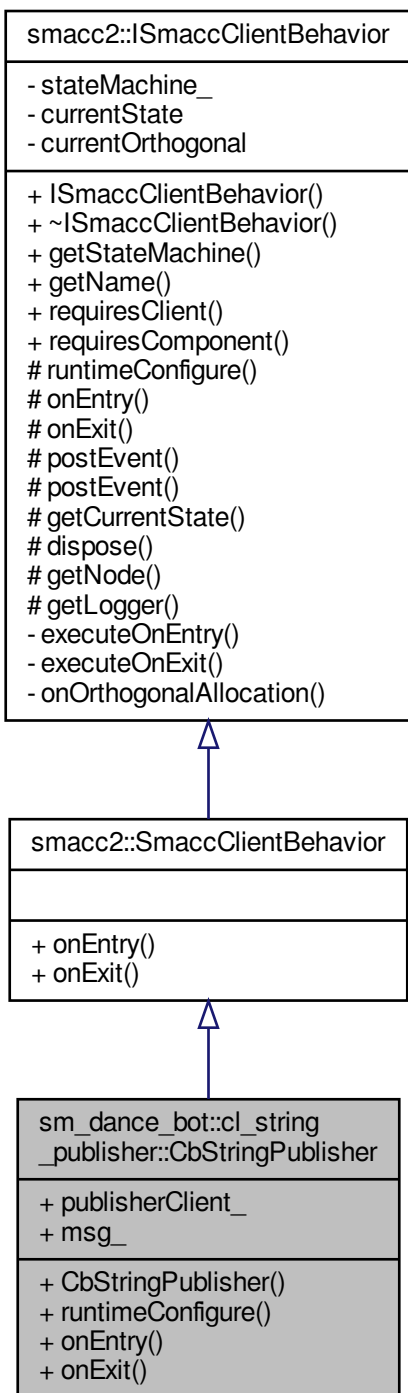 smacc2::ISmaccClientBehavior
- stateMachine_
- currentState
- currentOrthogonal
+ ISmaccClientBehavior()
+ ~ISmaccClientBehavior()
+ getStateMachine()
+ getName()
+ requiresClient()
+ requiresComponent()
# runtimeConfigure()
# onEntry()
# onExit()
# postEvent()
# postEvent()
# getCurrentState()
# dispose()
# getNode()
# getLogger()
- executeOnEntry()
- executeOnExit()
- onOrthogonalAllocation()
smacc2::SmaccClientBehavior
+ onEntry()
+ onExit()
sm_dance_bot::cl_string
_publisher::CbStringPublisher
+ publisherClient_
+ msg_
+ CbStringPublisher()
+ runtimeConfigure()
+ onEntry()
+ onExit()